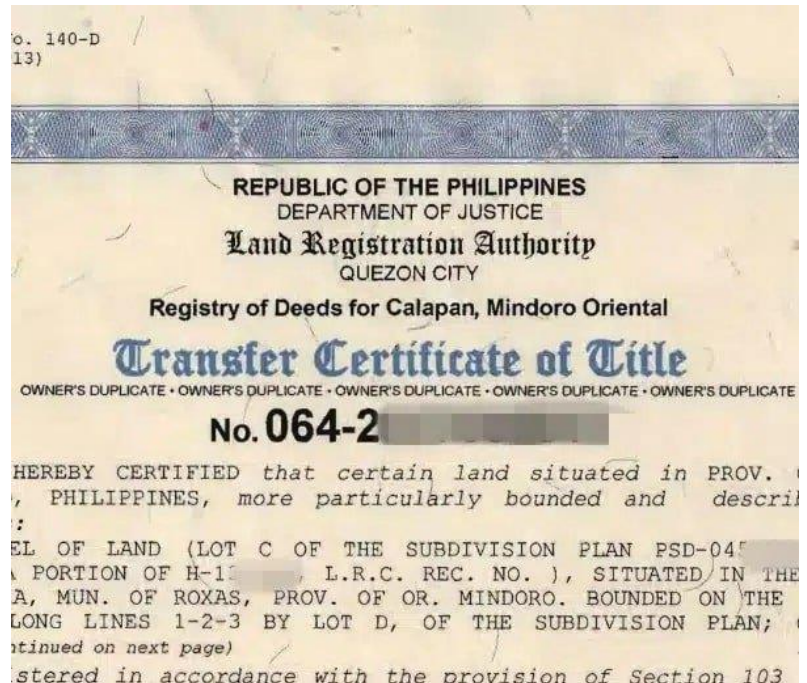 o. 140-D
13)
REPUBLIC OF THE PHILIPPINES
DEPARTMENT OF JUSTICE
Land Registration Authority
QUEZON CITY
Registry of Deeds for Calapan, Mindoro Oriental
Transfer Certificate of Title
OWNER'S DUPLICATE • OWNER'S DUPLICATE • OWNER'S DUPLICATE • OWNER'S DUPLICATE • OWNER'S DUPLICATE
No. 064-2
HEREBY CERTIFIED that certain land situated in PROV.
, PHILIPPINES, more particularly bounded and describ
:
EL OF LAND (LOT C OF THE SUBDIVISION PLAN PSD-04
A PORTION OF H-1 , L.R.C. REC. NO. ), SITUATED IN THE
A, MUN. OF ROXAS, PROV. OF OR. MINDORO. BOUNDED ON THE
LONG LINES 1-2-3 BY LOT D, OF THE SUBDIVISION PLAN;
ntinued on next page)
stered in accordance with the provision of Section 103